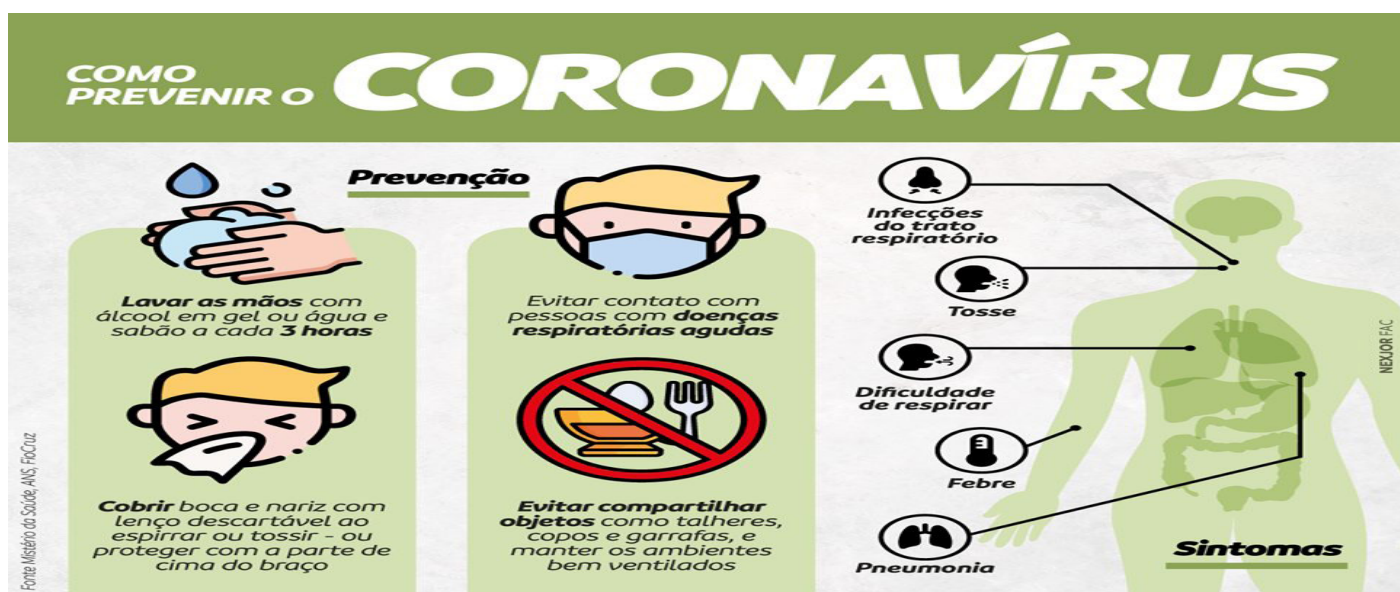 COMO
PREVENIR O
CORONAVÍRUS
Prevenção
Lavar as mãos com
álcool em gel ou água e
sabão a cada 3 horas
Evitar contato com
pessoas com doenças
respiratórias agudas
Cobrir boca e nariz com
lenço descartável ao
espirrar ou tossir - ou
proteger com a parte de
cima do braço
Evitar compartilhar
objetos como talheres,
copos e garrafas, e
manter os ambientes
bem ventilados
Infecções
do trato
respiratório
Tosse
Dificuldade
de respirar
Febre
Pneumonia
Sintomas
Fonte Mistério da Saúde, ANS, FioCruz
NEXJOR FAC